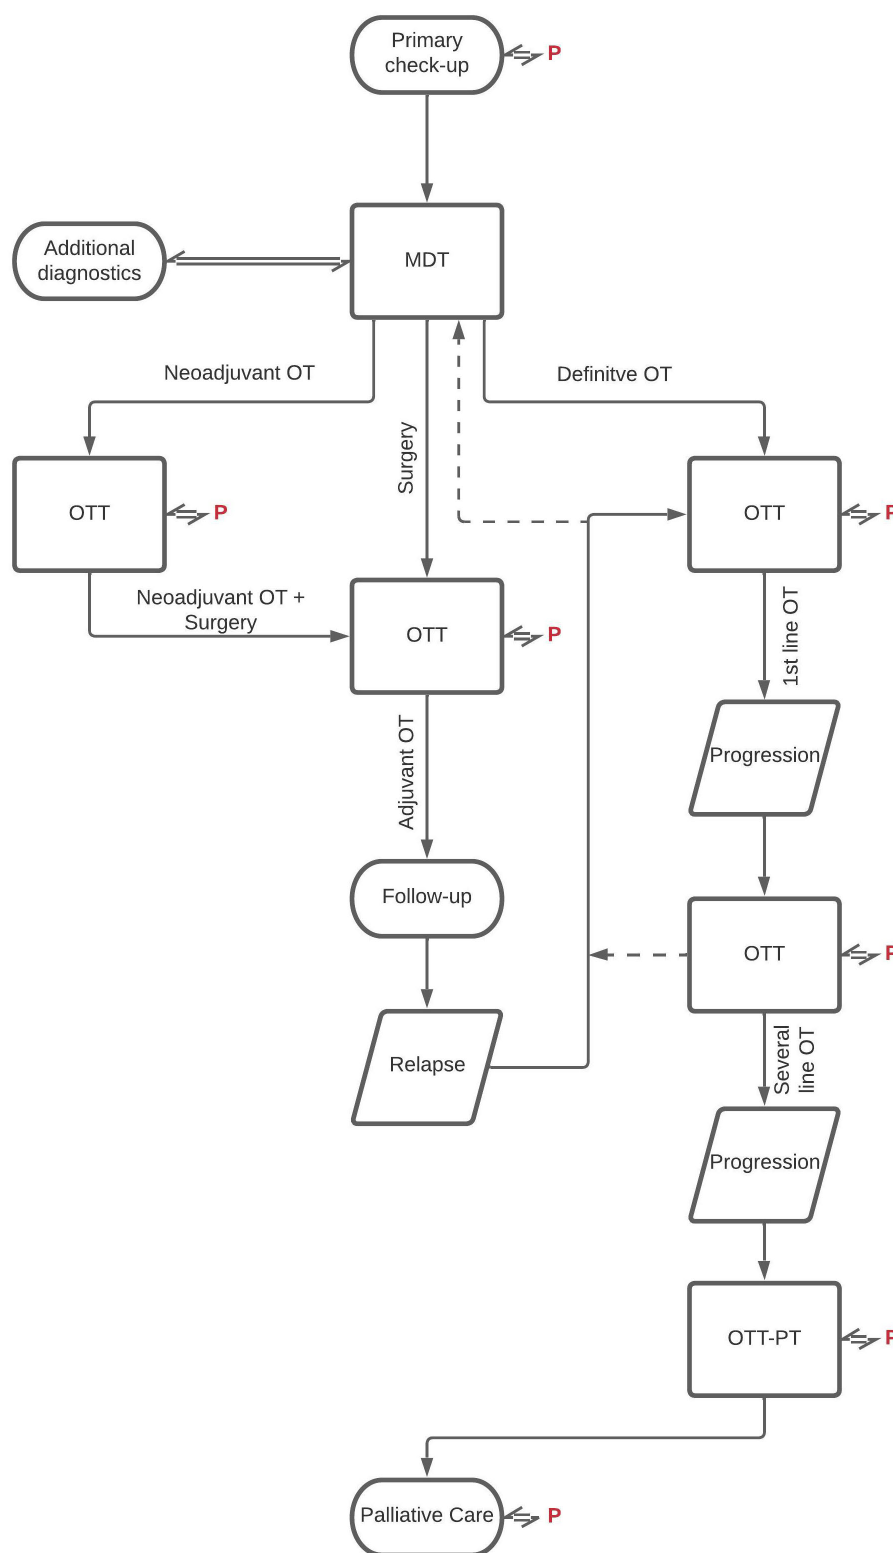 Primary
check-up
P
Additional
diagnostics
MDT
Neoadjuvant OT
Surgery
Definitve OT
OTT
P
OTT
P
Neoadjuvant OT +
Surgery
OTT
P
1st line OT
Adjuvant OT
Progression
Follow-up
OTT
P
Relapse
Several
line OT
Progression
OTT-PT
P
Palliative Care
P